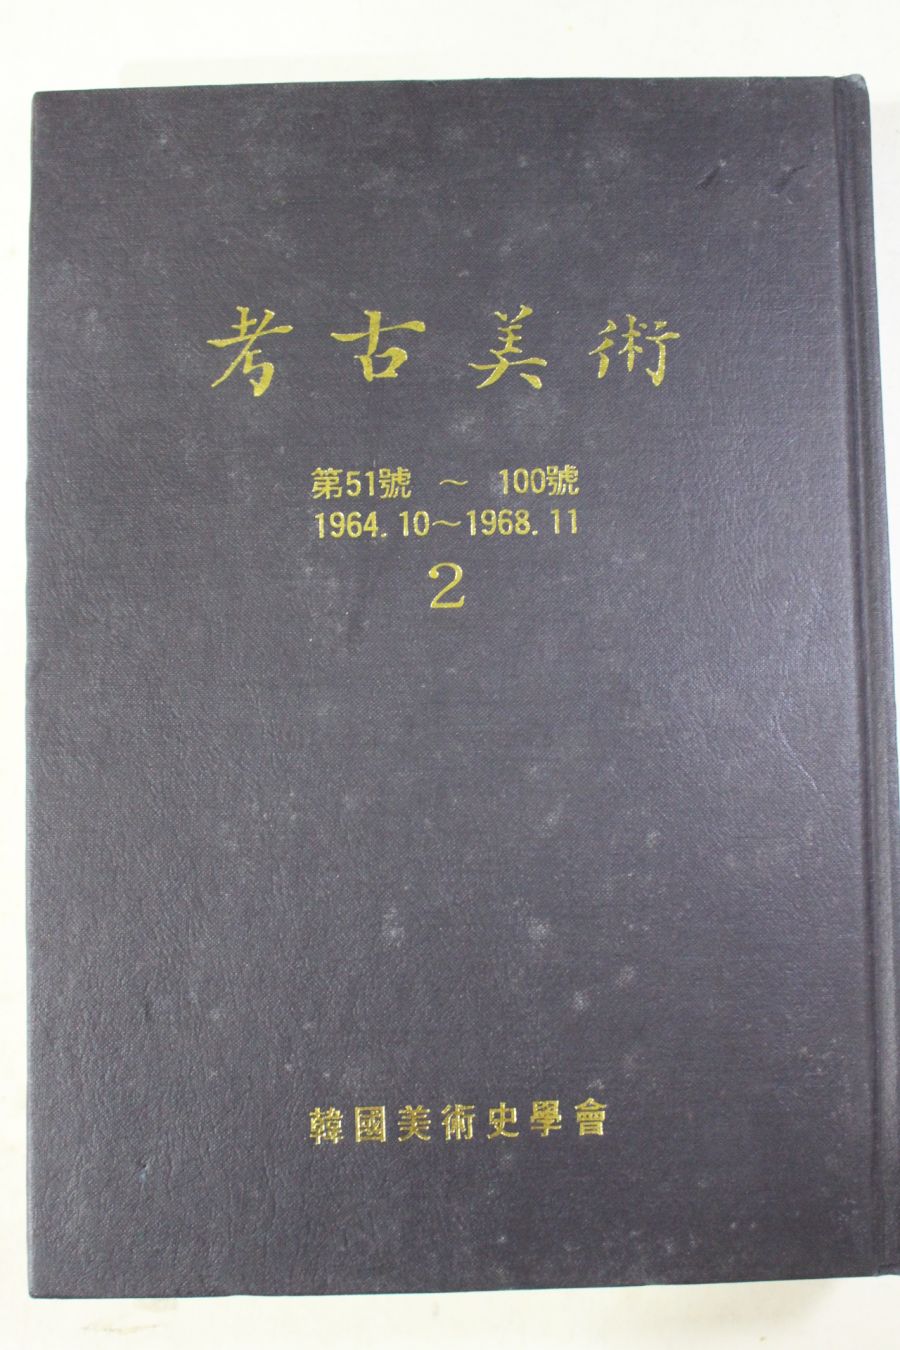 考古美術
第51號 ～ 100號
1964. 10～1968. 11
2
韓國美術史學會